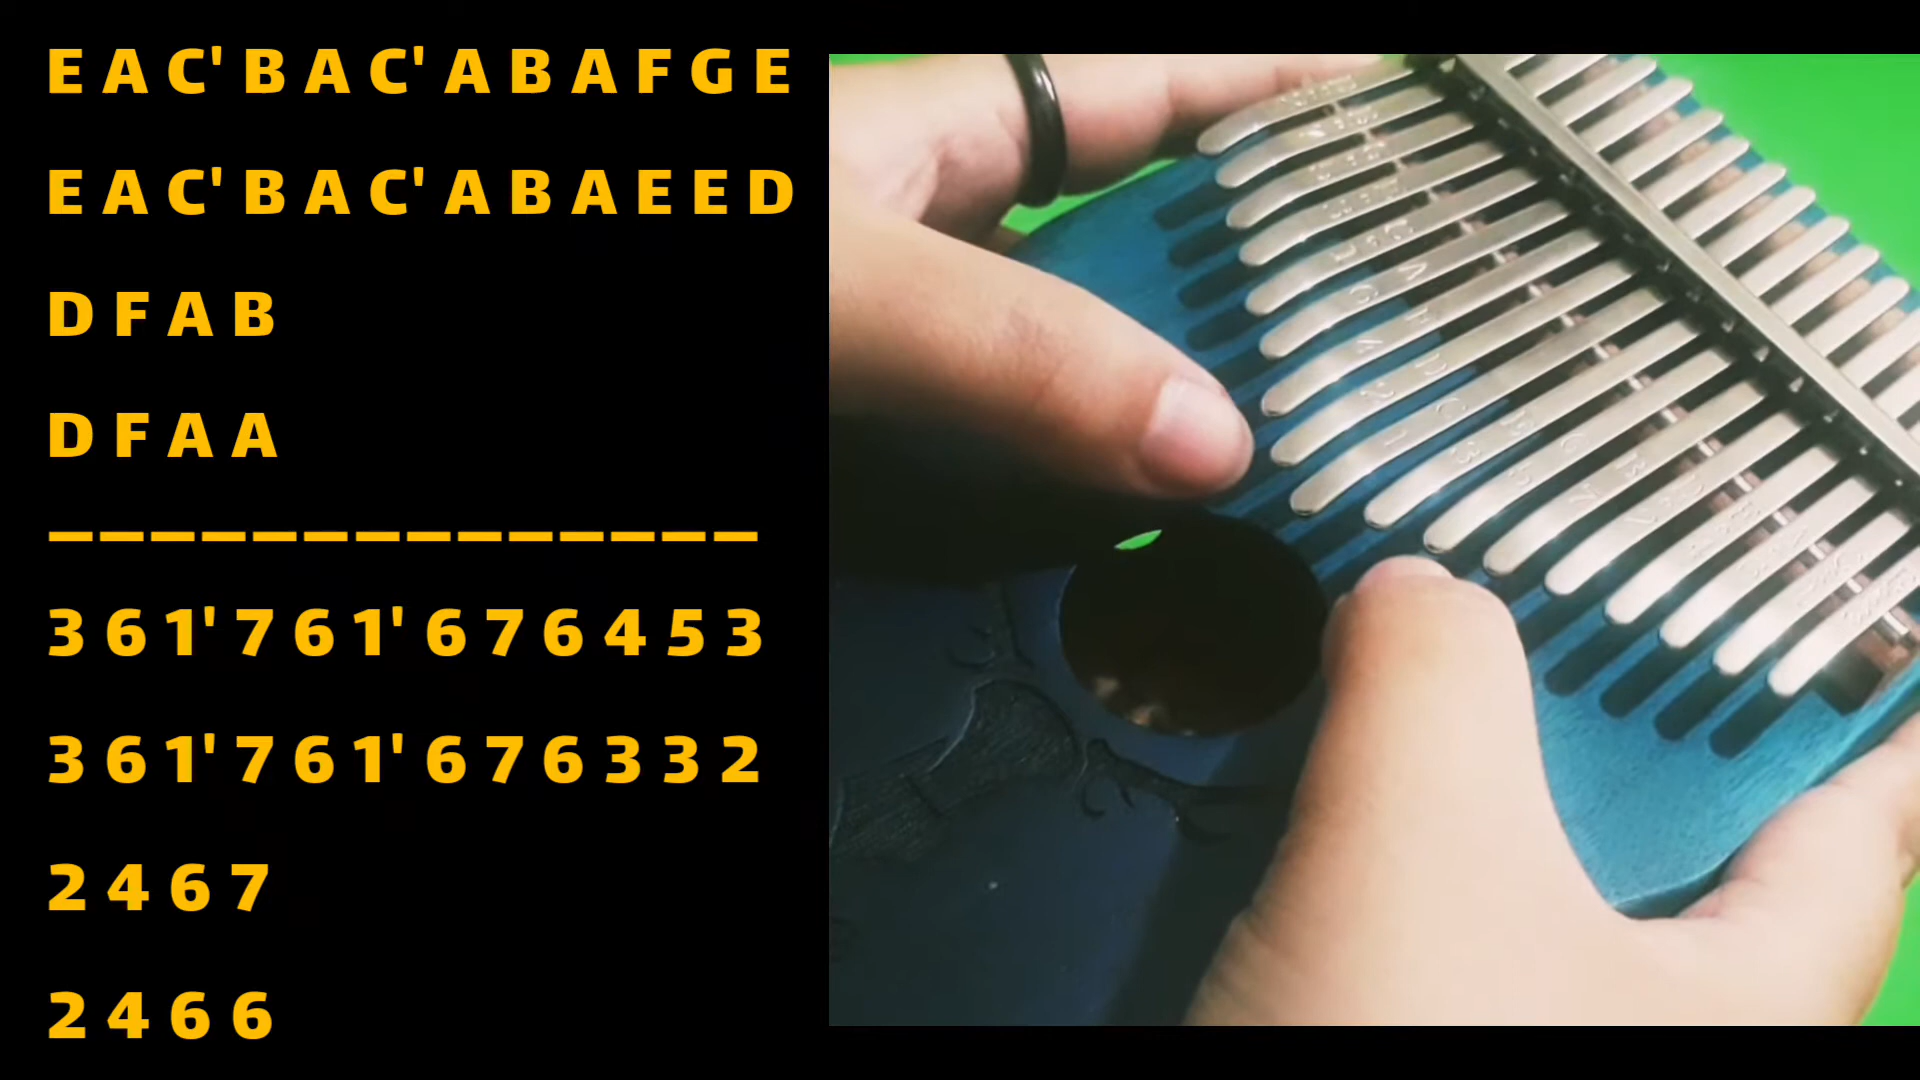 E A C' B A C' A B A F G E
E A C' B A C' A B A E E D
D F A B
D F A A
— — — — — — — — — — — — — —
3 6 1' 7 6 1' 6 7 6 4 5 3
3 6 1' 7 6 1' 6 7 6 3 3 2
2 4 6 7
2 4 6 6